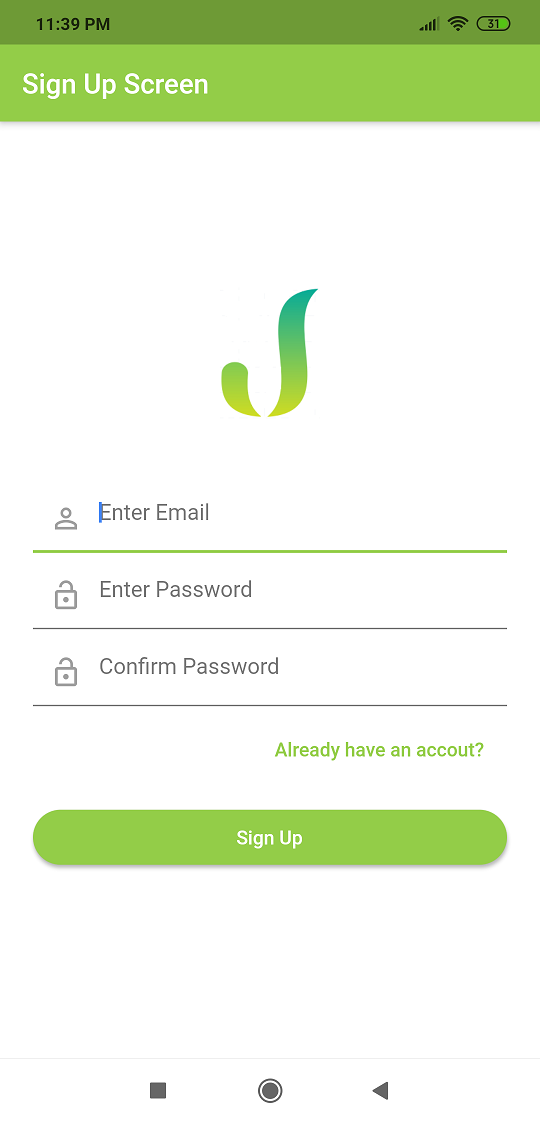 11:39 PM
31
Sign Up Screen
Enter Email
Enter Password
Confirm Password
Already have an accout?
Sign Up